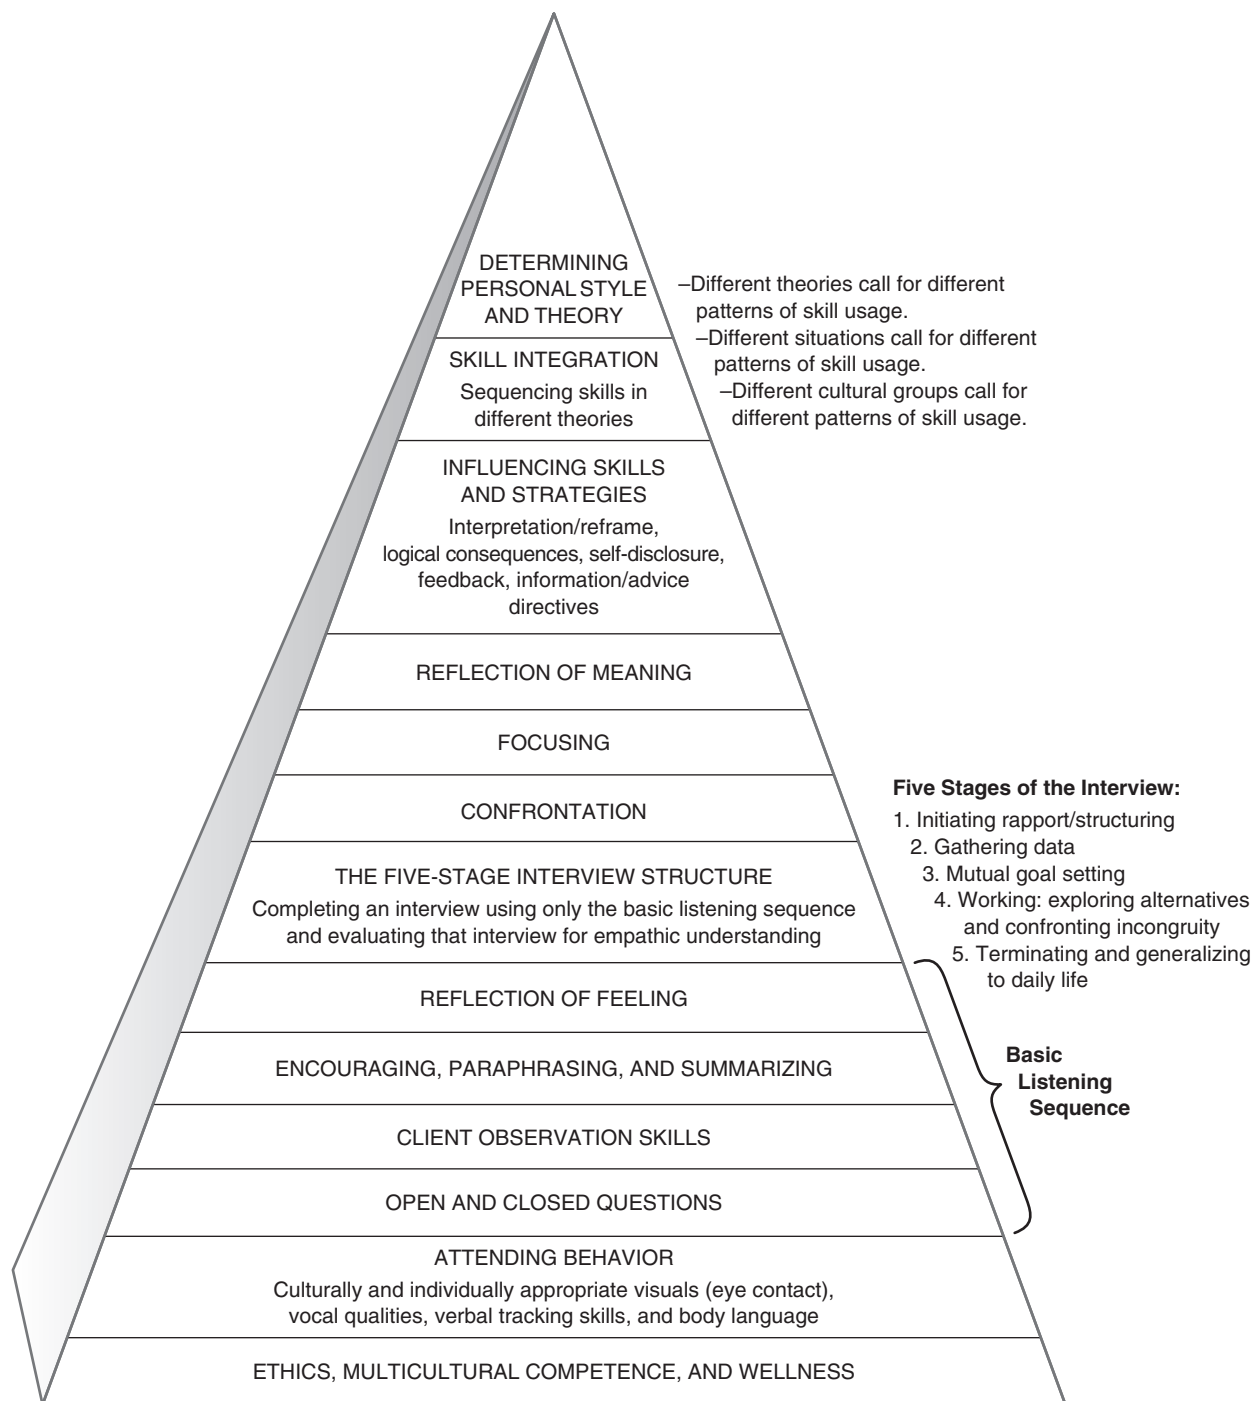 DETERMINING
PERSONAL STYLE
AND THEORY
–Different theories call for different
patterns of skill usage.
–Different situations call for different
patterns of skill usage.
–Different cultural groups call for
different patterns of skill usage.
SKILL INTEGRATION
Sequencing skills in
different theories
INFLUENCING SKILLS
AND STRATEGIES
Interpretation/reframe,
logical consequences, self-disclosure,
feedback, information/advice
directives
REFLECTION OF MEANING
FOCUSING
CONFRONTATION
THE FIVE-STAGE INTERVIEW STRUCTURE
Completing an interview using only the basic listening sequence
and evaluating that interview for empathic understanding
Five Stages of the Interview:
1. Initiating rapport/structuring
2. Gathering data
3. Mutual goal setting
4. Working: exploring alternatives
and confronting incongruity
5. Terminating and generalizing
to daily life
REFLECTION OF FEELING
ENCOURAGING, PARAPHRASING, AND SUMMARIZING
CLIENT OBSERVATION SKILLS
OPEN AND CLOSED QUESTIONS
Basic
Listening
Sequence
ATTENDING BEHAVIOR
Culturally and individually appropriate visuals (eye contact),
vocal qualities, verbal tracking skills, and body language
ETHICS, MULTICULTURAL COMPETENCE, AND WELLNESS